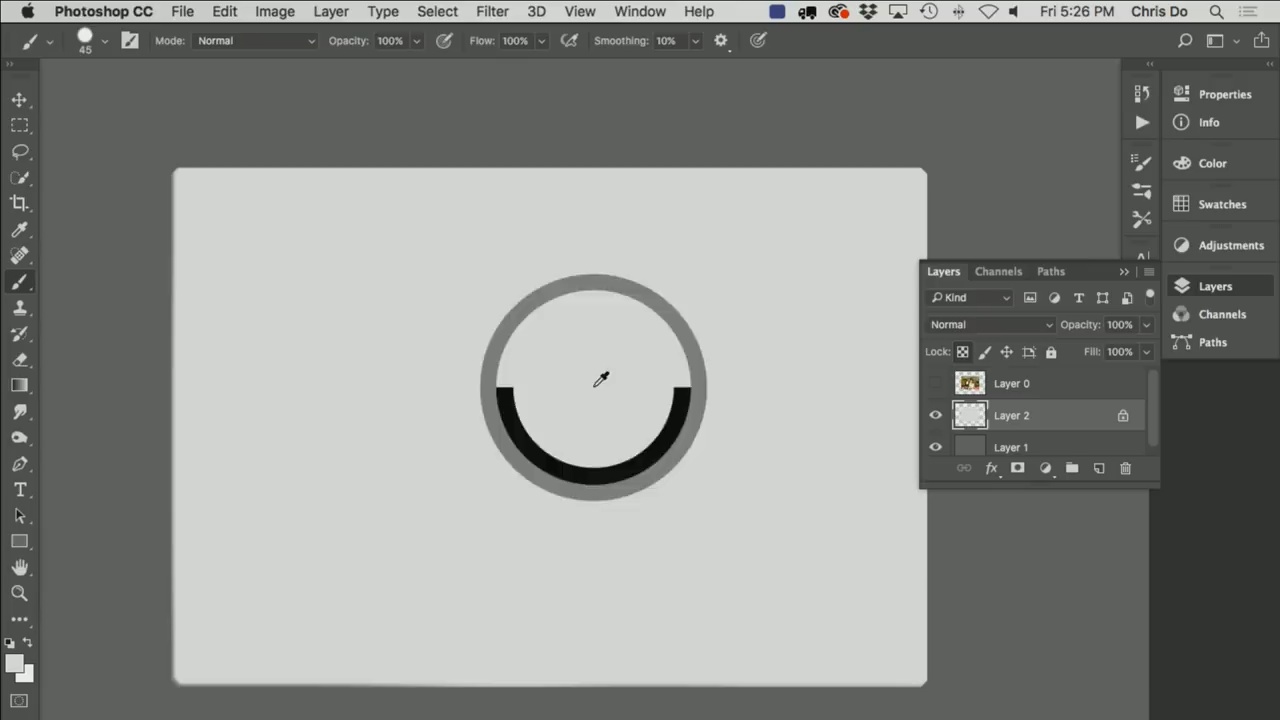 Photoshop CC File Edit Image Layer Type Select Filter 3D View Window Help Fri 5:26 PM Chris Do
45 Mode: Normal Opacity: 100% Flow: 100% Smoothing: 10%
Properties
Info
Color
Swatches
Adjustments
Layers
Channels
Paths
Layers Channels Paths
Kind
Normal Opacity: 100%
Lock: Fill: 100%
Layer 0
Layer 2
Layer 1
fx